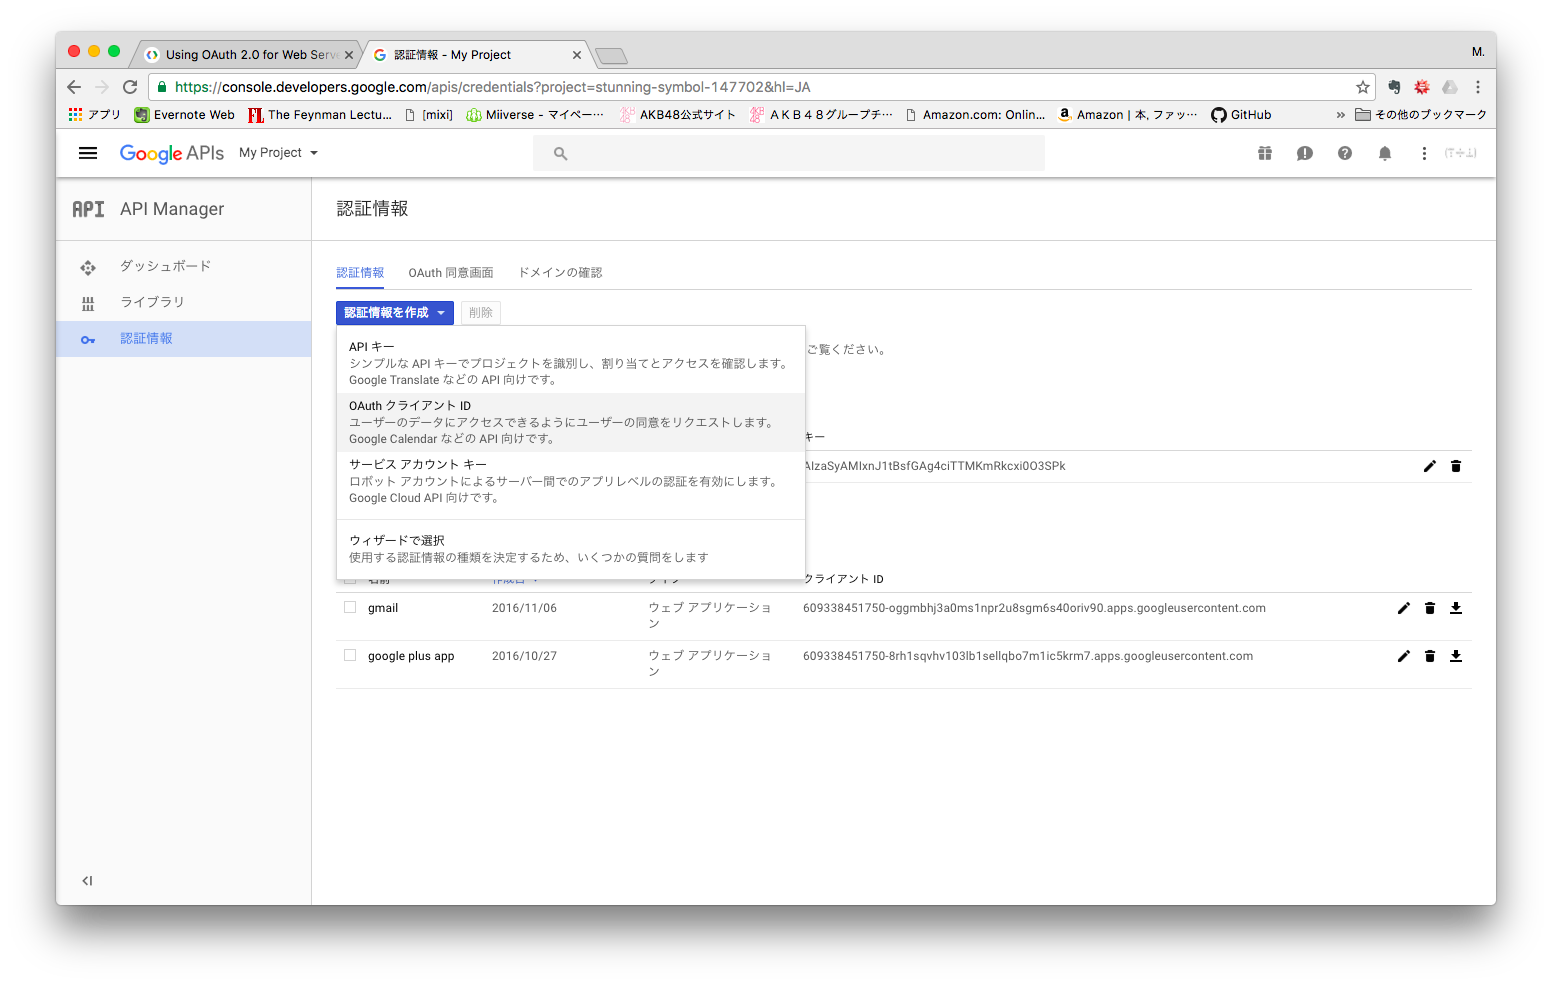 Using OAuth 2.0 for Web Serv
認証情報 - My Project
M.
https://console.developers.google.com/apis/credentials?project=stunning-symbol-147702&hl=JA
アプリ Evernote Web The Feynman Lectu... [mixi] Miiverse - マイペー… AKB48公式サイト ＡＫＢ４８グループチ… Amazon.com: Onlin... Amazon | 本, ファッ… GitHub » その他のブックマーク
Google APIs My Project
API API Manager
ダッシュボード
ライブラリ
認証情報
認証情報
認証情報 OAuth 同意画面 ドメインの確認
認証情報を作成 削除
API キー
シンプルな API キーでプロジェクトを識別し、割り当てとアクセスを確認します。
Google Translate などの API 向けです。
ご覧ください。
OAuth クライアント ID
ユーザーのデータにアクセスできるようにユーザーの同意をリクエストします。
Google Calendar などの API 向けです。
キー
サービス アカウント キー
ロボット アカウントによるサーバー間でのアプリレベルの認証を有効にします。
Google Cloud API 向けです。
AIzaSyAMIxnJ1tBsfGAg4ciTTMKmRkcxi0O3SPk
ウィザードで選択
使用する認証情報の種類を決定するため、いくつかの質問をします
クライアント ID
gmail 2016/11/06 ウェブ アプリケーショ 609338451750-oggmbhj3a0ms1npr2u8sgm6s40oriv90.apps.googleusercontent.com
ン
google plus app 2016/10/27 ウェブ アプリケーショ 609338451750-8rh1sqvhv103lb1sellqbo7m1ic5krm7.apps.googleusercontent.com
ン